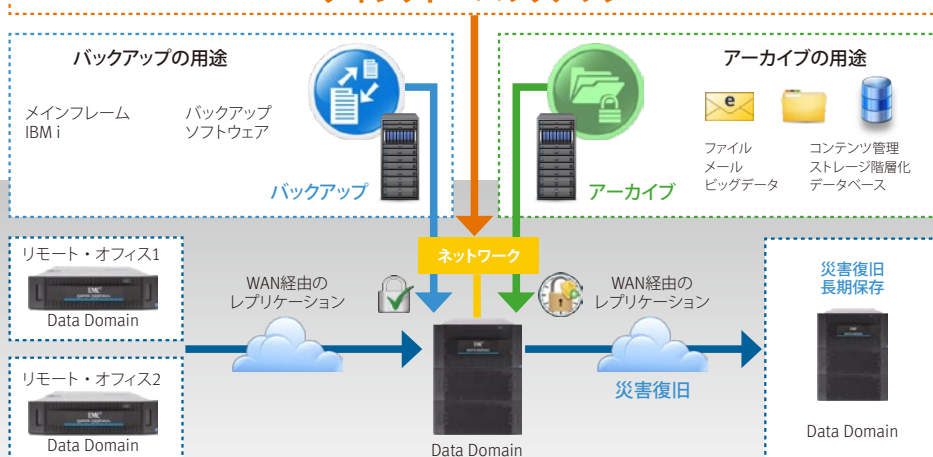 バックアップの用途
メインフレーム
IBM i
バックアップ
ソフトウェア
バックアップ
アーカイブの用途
e
ファイル
メール
ビッグデータ
コンテンツ管理
ストレージ階層化
データベース
アーカイブ
ネットワーク
リモート・オフィス1
EMC²
Data Domain
リモート・オフィス2
EMC²
Data Domain
WAN経由の
レプリケーション
EMC²
Data Domain
WAN経由の
レプリケーション
災害復旧
災害復旧
長期保存
EMC²
Data Domain